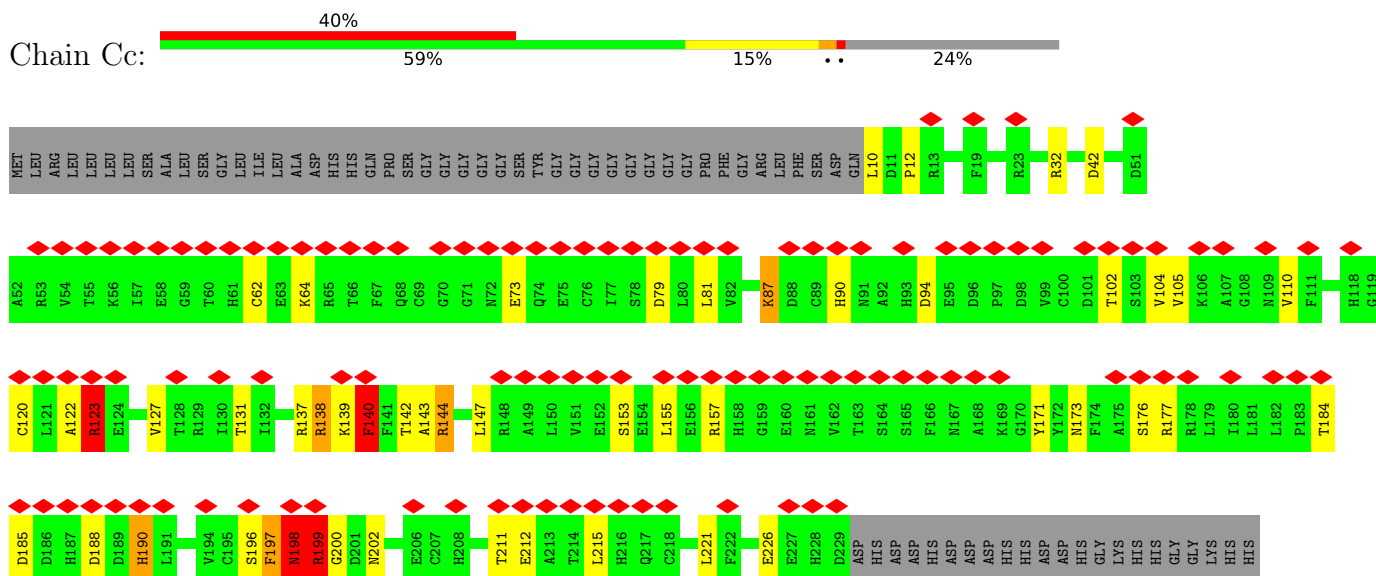 40%
Chain Cc:
59% 15% •• 24%
MET LEU ARG LEU LEU LEU LEU SER ALA LEU SER GLY LEU ILE LEU ALA ASP HIS HIS GLN PRO SER GLY GLY GLY GLY GLY GLY SER TYR GLY GLY GLY GLY GLY GLY GLY GLY GLY PRO PHE GLY ARG LEU PHE SER ASP GLN L10 D11 P12 R13 F19 R23 R32 D42 D51
A52 R53 V54 T55 K56 I57 E58 G59 T60 H61 C62 E63 K64 R65 T66 F67 Q68 C69 G70 G71 N72 E73 Q74 E75 C76 I77 S78 D79 L80 L81 V82 K87 D88 C89 H90 N91 A92 H93 D94 E95 D96 P97 D98 V99 C100 D101 T102 S103 V104 V105 K106 A107 G108 N109 V110 F111 H118 G119
C120 L121 A122 R123 E124 V127 T128 R129 I130 T131 I132 R137 R138 K139 F140 F141 T142 A143 R144 L147 R148 A149 L150 V151 E152 S153 E154 L155 E156 R157 H158 G159 E160 N161 V162 T163 S164 S165 F166 N167 A168 K169 G170 Y171 Y172 N173 F174 A175 S176 R177 R178 L179 I180 L181 L182 P183 T184
D185 D186 H187 D188 D189 H190 L191 V194 C195 S196 F197 N198 R199 G200 D201 N202 E206 C207 H208 T211 E212 A213 T214 L215 H216 Q217 C218 L221 F222 E226 E227 H228 D229 ASP HIS ASP ASP ASP HIS ASP ASP ASP HIS HIS ASP ASP HIS GLY LYS HIS HIS GLY GLY LYS HIS HIS